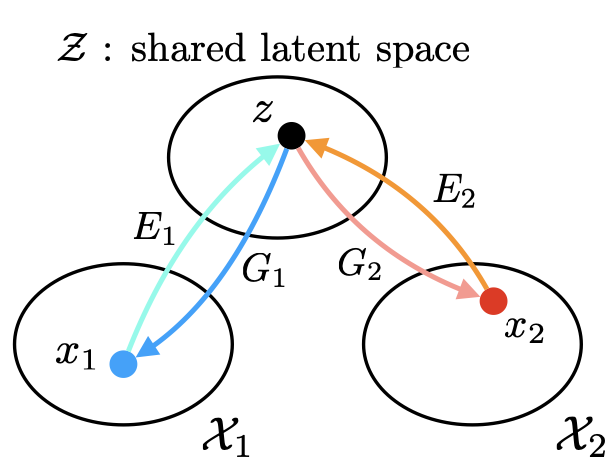 𝒵 : shared latent space
z
E₁
E₂
G₁
G₂
x₁
x₂
𝒳₁
𝒳₂